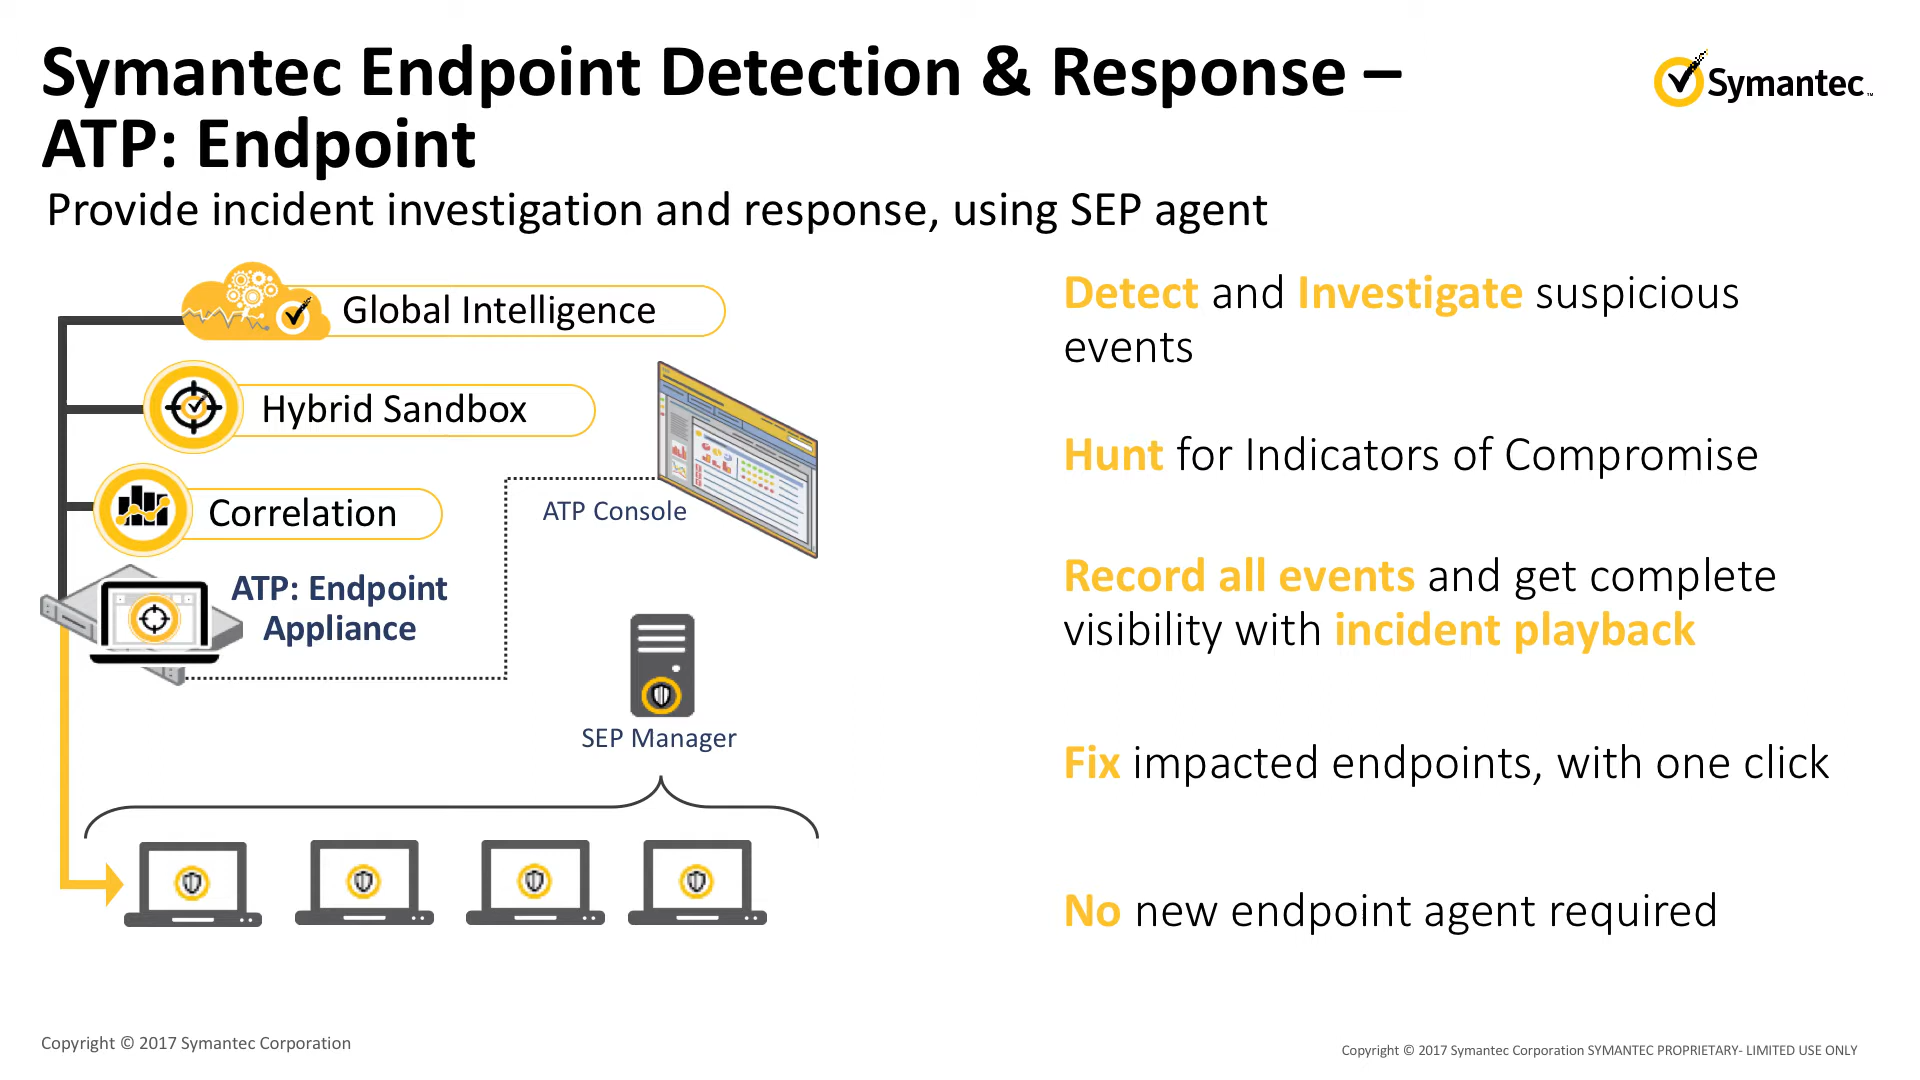 Symantec Endpoint Detection & Response –
ATP: Endpoint
Provide incident investigation and response, using SEP agent
Symantec™
Global Intelligence
Hybrid Sandbox
Correlation
ATP: Endpoint
Appliance
ATP Console
SEP Manager
Detect and Investigate suspicious
events
Hunt for Indicators of Compromise
Record all events and get complete
visibility with incident playback
Fix impacted endpoints, with one click
No new endpoint agent required
Copyright © 2017 Symantec Corporation
Copyright © 2017 Symantec Corporation SYMANTEC PROPRIETARY- LIMITED USE ONLY